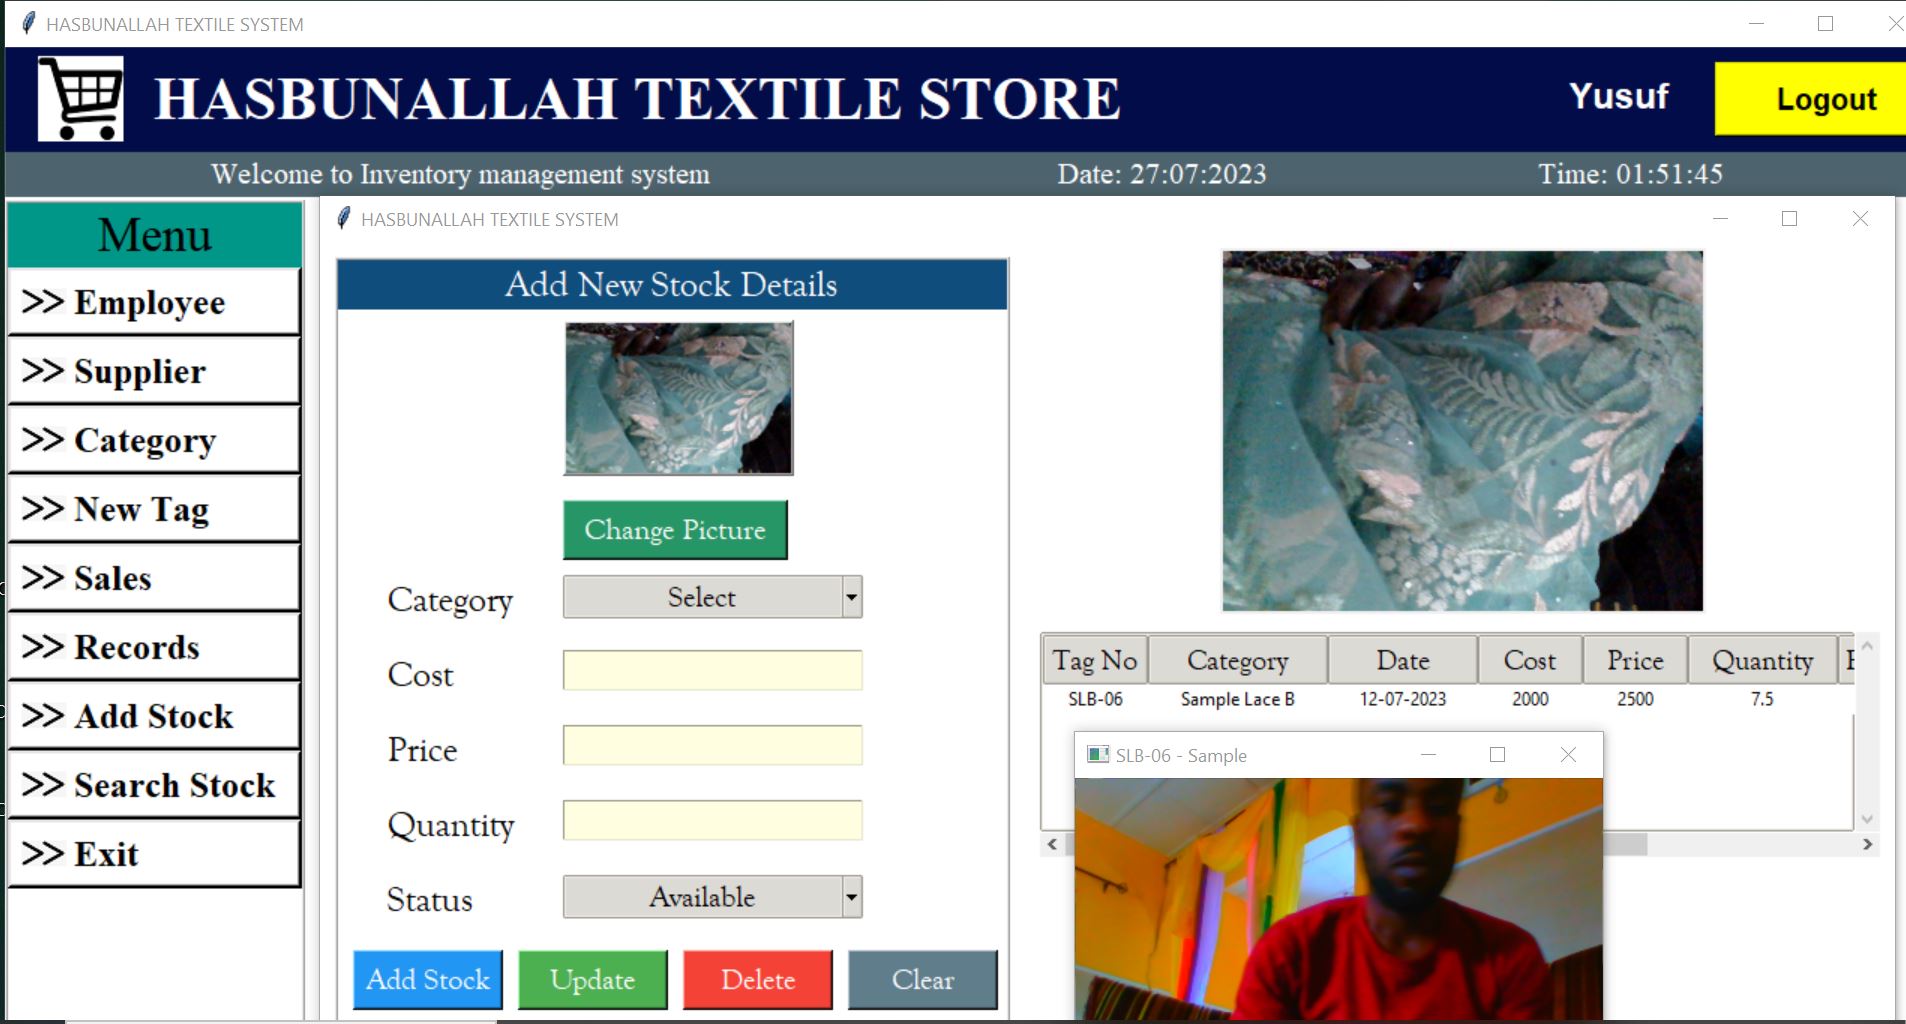 HASBUNALLAH TEXTILE SYSTEM
HASBUNALLAH TEXTILE STORE
Yusuf
Logout
Welcome to Inventory management system
Date: 27:07:2023
Time: 01:51:45
Menu
>> Employee
>> Supplier
>> Category
>> New Tag
>> Sales
>> Records
>> Add Stock
>> Search Stock
>> Exit
HASBUNALLAH TEXTILE SYSTEM
Add New Stock Details
Change Picture
Category Select
Cost
Price
Quantity
Status Available
Add Stock Update Delete Clear
Tag No Category Date Cost Price Quantity
SLB-06 Sample Lace B 12-07-2023 2000 2500 7.5
SLB-06 - Sample